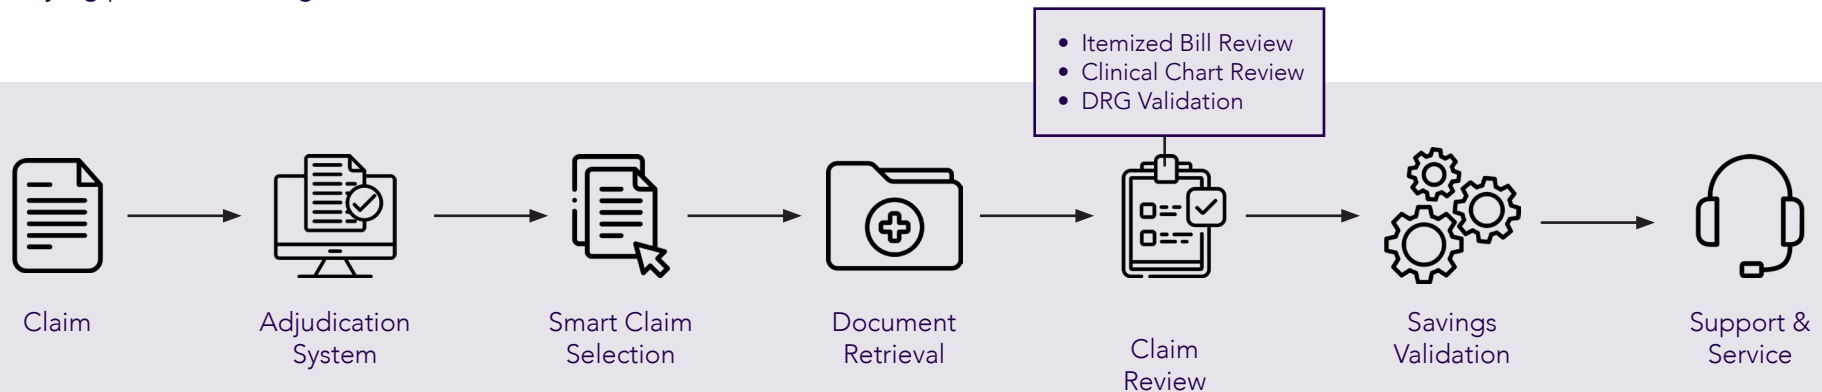 • Itemized Bill Review
• Clinical Chart Review
• DRG Validation
Claim
Adjudication
System
Smart Claim
Selection
Document
Retrieval
Claim
Review
Savings
Validation
Support &
Service